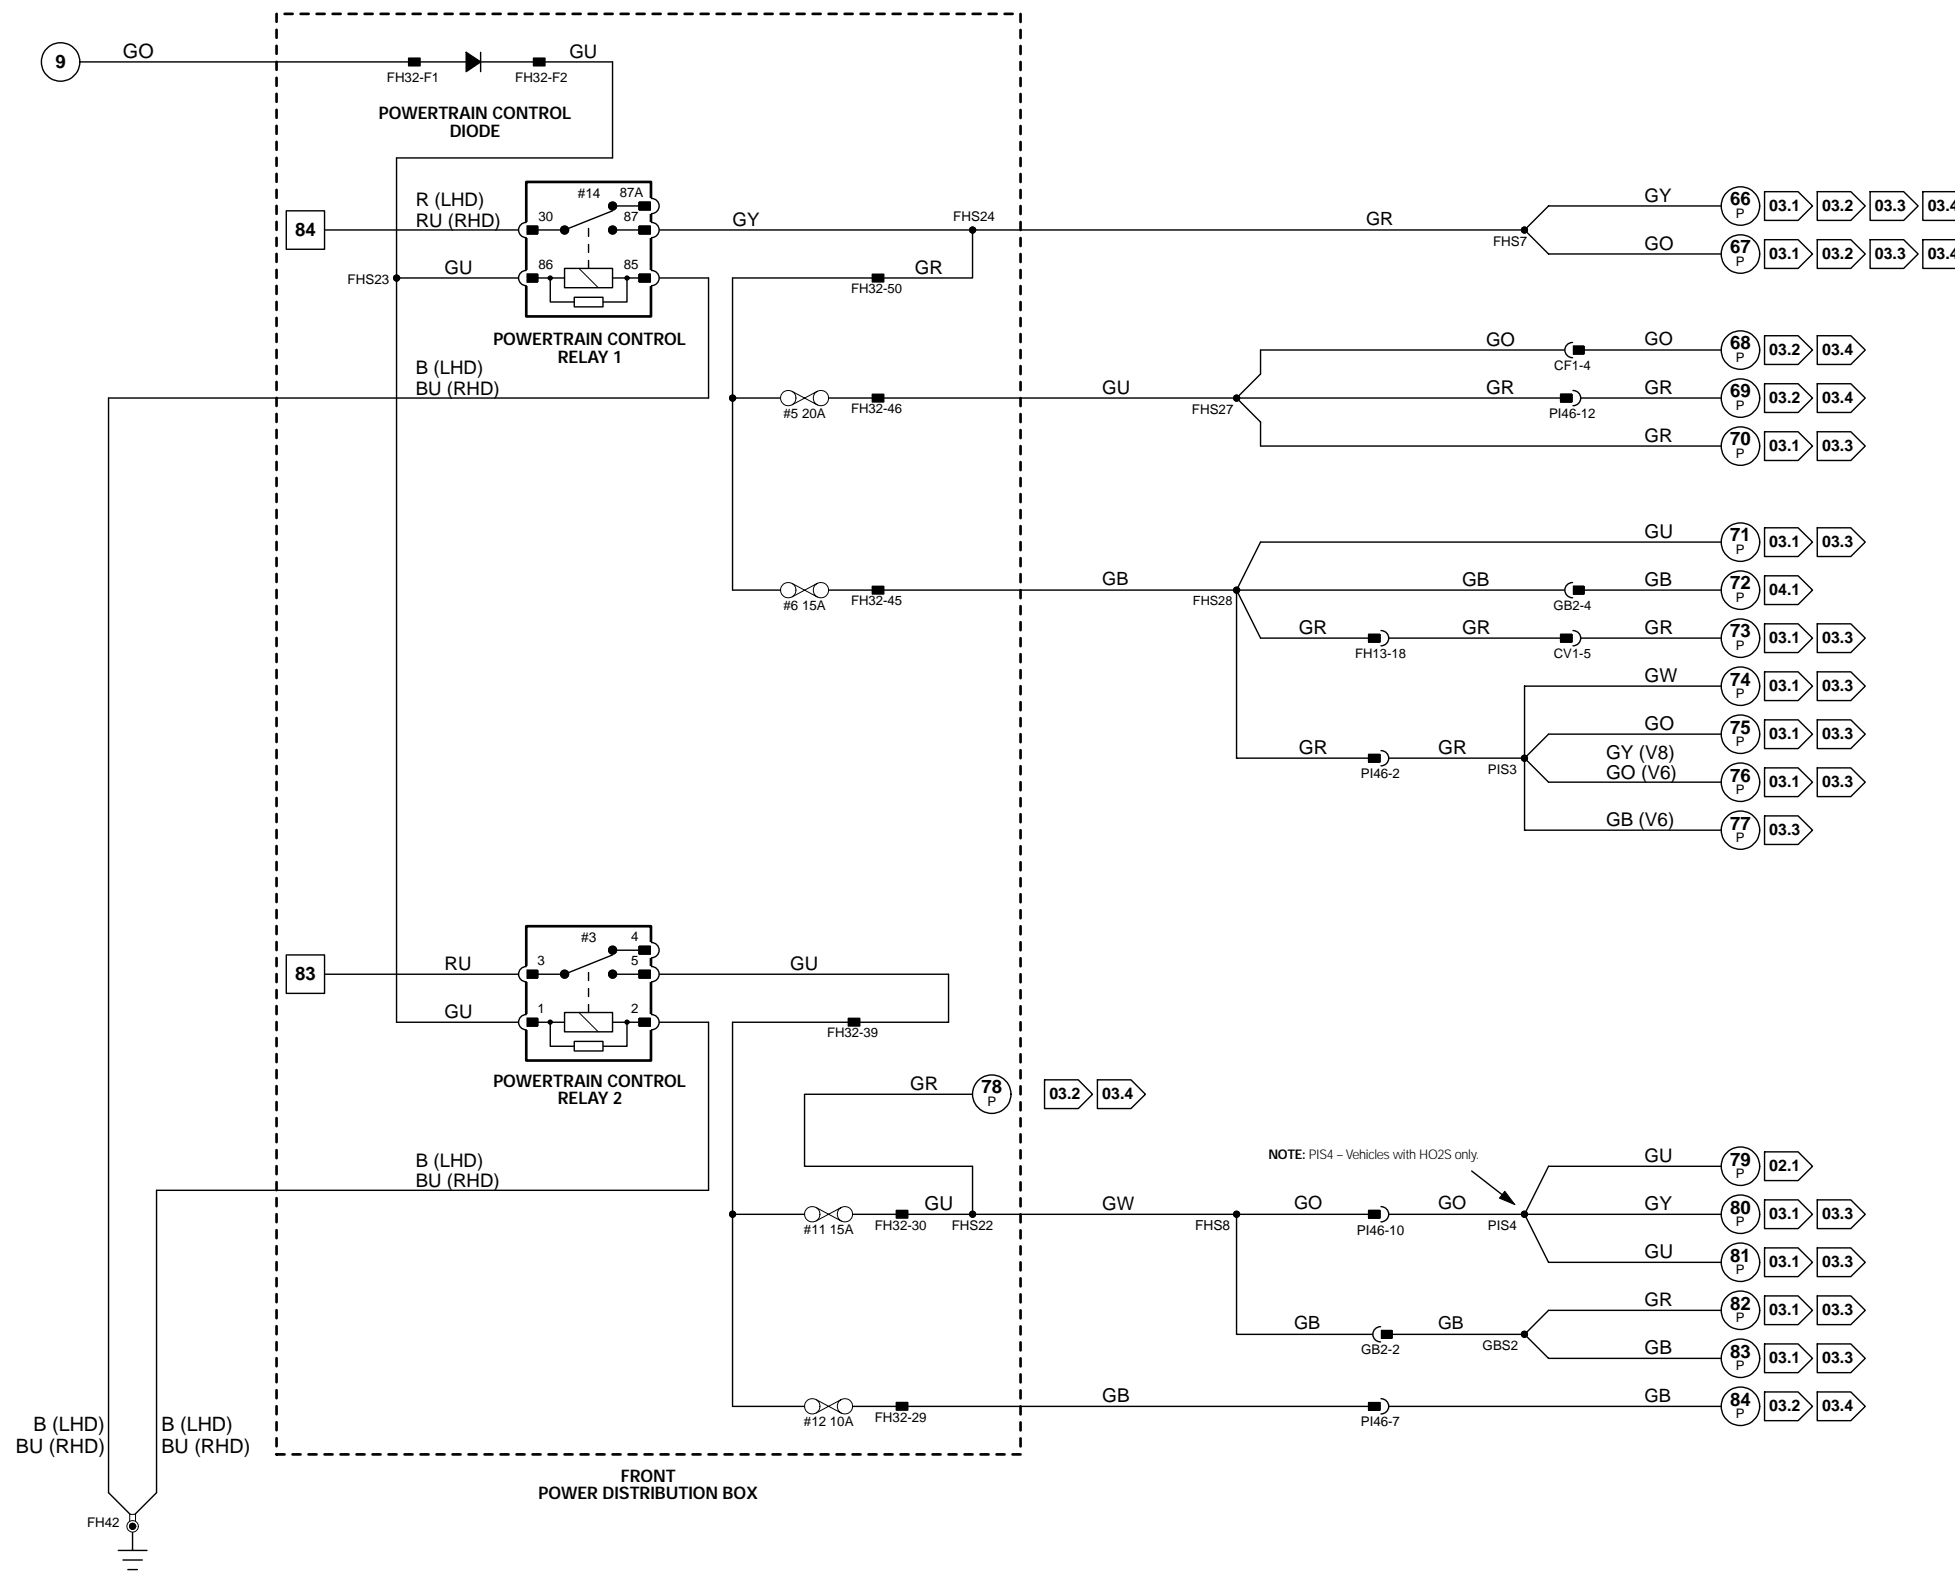 9 GO FH32-F1 FH32-F2 GU
POWERTRAIN CONTROL
DIODE
84 R (LHD)
RU (RHD)
#14 87A
30 87
GY FHS24 GR FHS7
GY 66 P 03.1 03.2 03.3 03.4
GO 67 P 03.1 03.2 03.3 03.4
FHS23 GU 86 85
FH32-50 GR
POWERTRAIN CONTROL
RELAY 1
B (LHD)
BU (RHD)
#5 20A FH32-46 GU FHS27
GO CF1-4 GO 68 P 03.2 03.4
GR PI46-12 GR 69 P 03.2 03.4
GR 70 P 03.1 03.3
#6 15A FH32-45 GB FHS28
GU 71 P 03.1 03.3
GB GB2-4 GB 72 P 04.1
GR FH13-18 GR CV1-5 GR 73 P 03.1 03.3
GR PI46-2 GR PIS3
GW 74 P 03.1 03.3
GO 75 P 03.1 03.3
GY (V8)
GO (V6) 76 P 03.1 03.3
GB (V6) 77 P 03.3
83 RU
#3 4
3 5
GU
GU 1 2
FH32-39
POWERTRAIN CONTROL
RELAY 2
GR 78 P 03.2 03.4
B (LHD)
BU (RHD)
NOTE: PIS4 – Vehicles with HO2S only.
#11 15A FH32-30 GU FHS22 GW FHS8 GO PI46-10 GO PIS4
GU 79 P 02.1
GY 80 P 03.1 03.3
GU 81 P 03.1 03.3
GB GB2-2 GB GBS2
GR 82 P 03.1 03.3
GB 83 P 03.1 03.3
#12 10A FH32-29 GB PI46-7 GB 84 P 03.2 03.4
B (LHD)
BU (RHD)
B (LHD)
BU (RHD)
FRONT
POWER DISTRIBUTION BOX
FH42